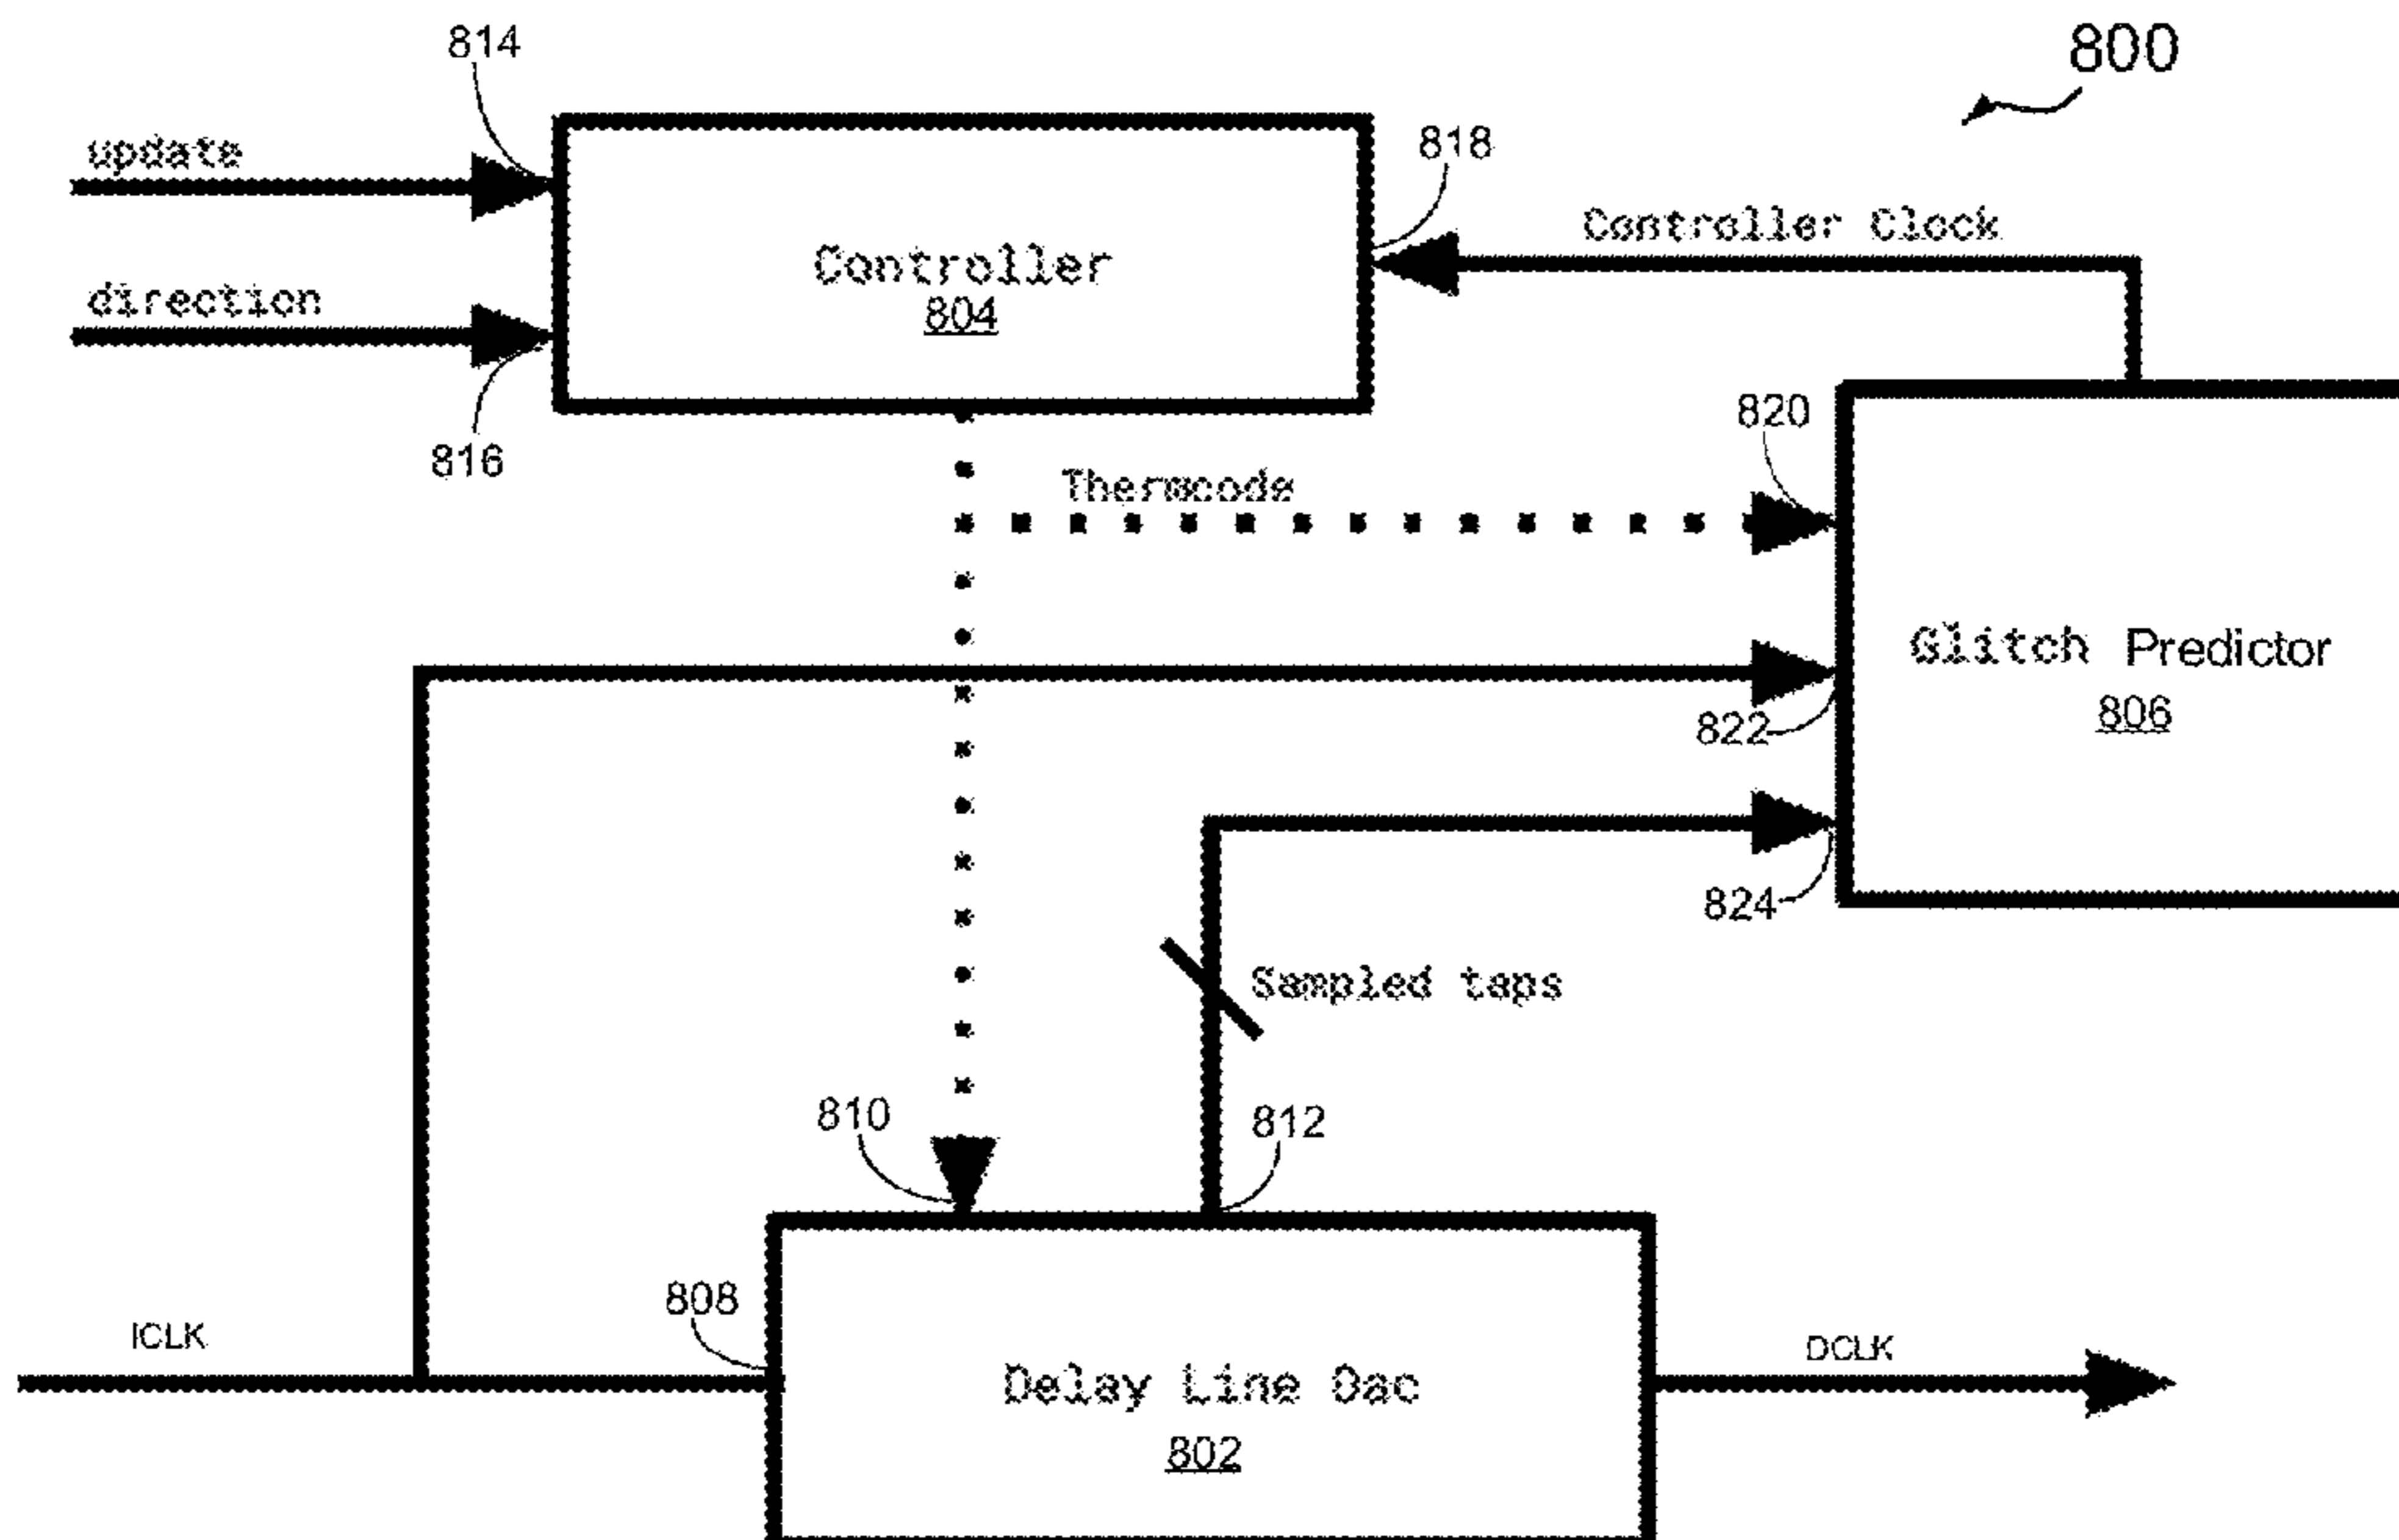 800
814
update
818
Controller Clock
Controller
804
direction
816
820
Thermcode
Glitch Predictor
806
822
824
Sampled taps
810
812
808
ICLK
DCLK
Delay Line Dac
802